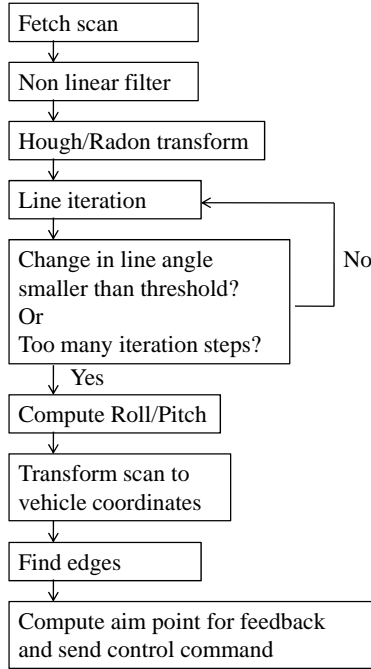 Fetch scan
Non linear filter
Hough/Radon transform
Line iteration
Change in line angle
smaller than threshold?
Or
Too many iteration steps?
No
Yes
Compute Roll/Pitch
Transform scan to
vehicle coordinates
Find edges
Compute aim point for feedback
and send control command